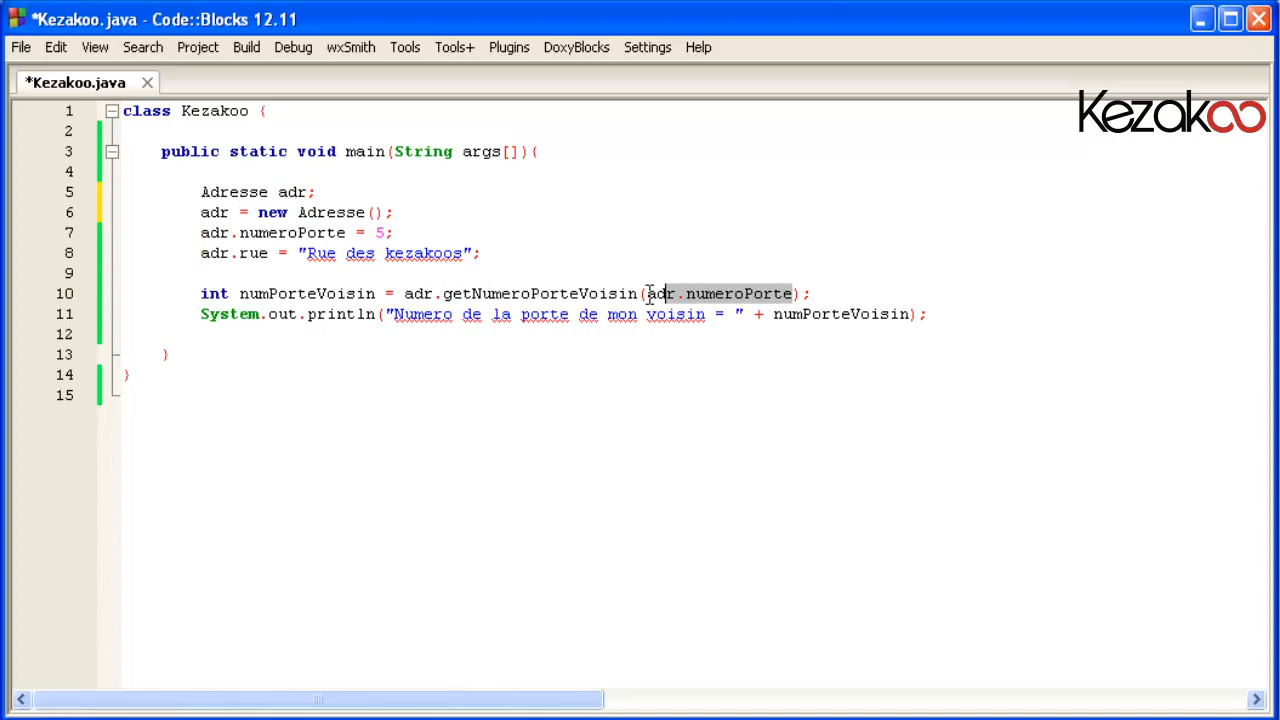 *Kezakoo.java - Code::Blocks 12.11
File Edit View Search Project Build Debug wxSmith Tools Tools+ Plugins DoxyBlocks Settings Help
*Kezakoo.java
Kezakoo
1 class Kezakoo {
2
3 public static void main(String args[]){
4
5 Adresse adr;
6 adr = new Adresse();
7 adr.numeroPorte = 5;
8 adr.rue = "Rue des kezakoos";
9
10 int numPorteVoisin = adr.getNumeroPorteVoisin(adr.numeroPorte);
11 System.out.println("Numero de la porte de mon voisin = " + numPorteVoisin);
12
13 }
14 }
15